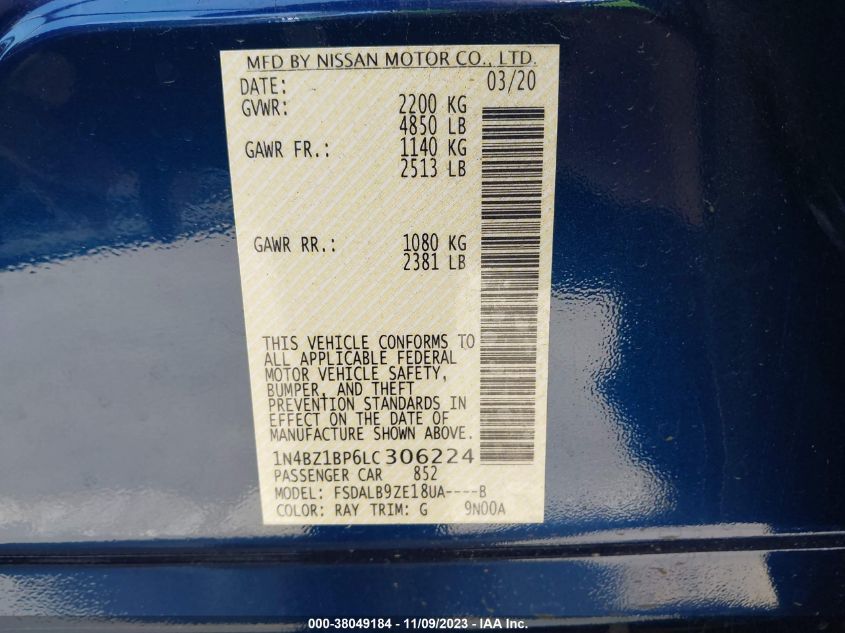 MFD BY NISSAN MOTOR CO., LTD.
DATE: 03/20
GVWR: 2200 KG
4850 LB
GAWR FR.: 1140 KG
2513 LB
GAWR RR.: 1080 KG
2381 LB
THIS VEHICLE CONFORMS TO
ALL APPLICABLE FEDERAL
MOTOR VEHICLE SAFETY,
BUMPER, AND THEFT
PREVENTION STANDARDS IN
EFFECT ON THE DATE OF
MANUFACTURE SHOWN ABOVE.
1N4BZ1BP6LC306224
PASSENGER CAR 852
MODEL: FSDALB9ZE18UA----B
COLOR: RAY TRIM: G 9N00A
000-38049184 - 11/09/2023 - IAA Inc.